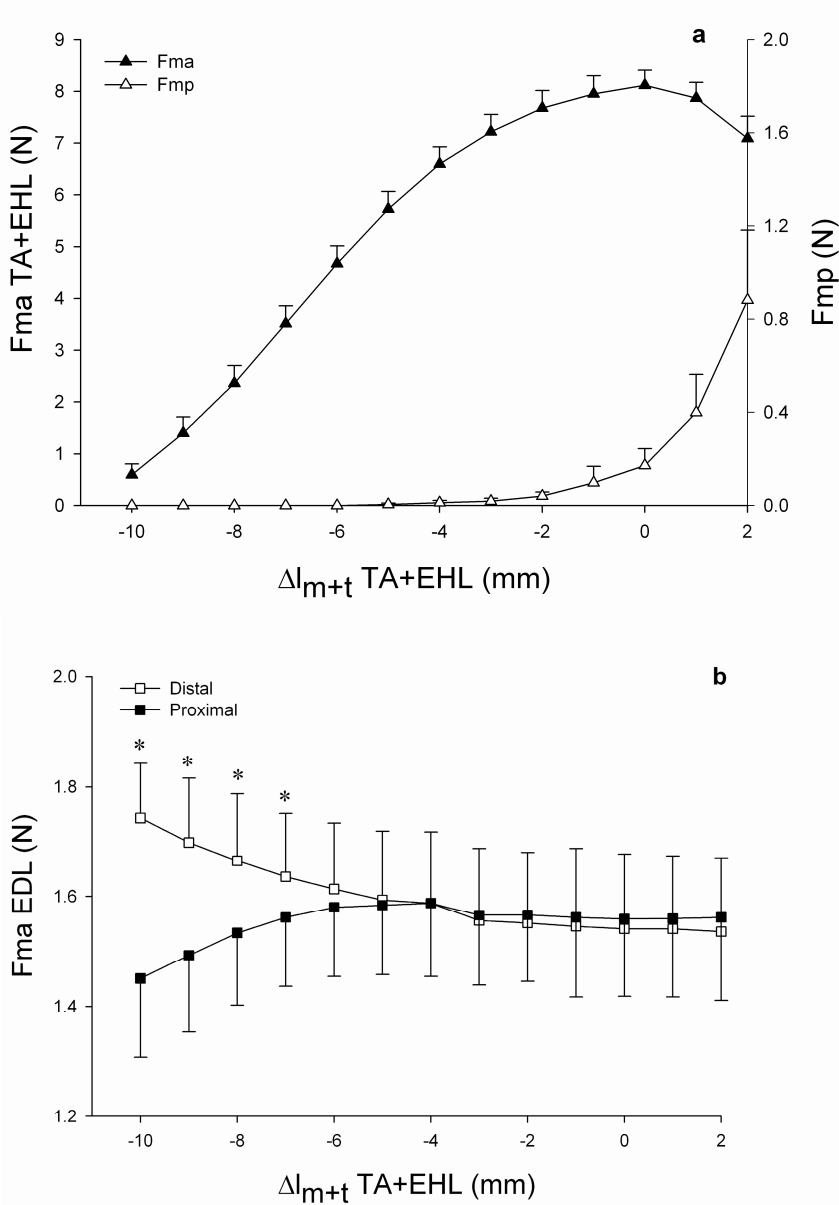 a
Fma
Fmp
9
8
7
6
5
4
3
2
1
0
Fma TA+EHL (N)
2.0
1.6
1.2
0.8
0.4
0.0
Fmp (N)
-10 -8 -6 -4 -2 0 2
Δlm+t TA+EHL (mm)
b
Distal
Proximal
2.0
1.8
1.6
1.4
1.2
Fma EDL (N)
* * * *
-10 -8 -6 -4 -2 0 2
Δlm+t TA+EHL (mm)